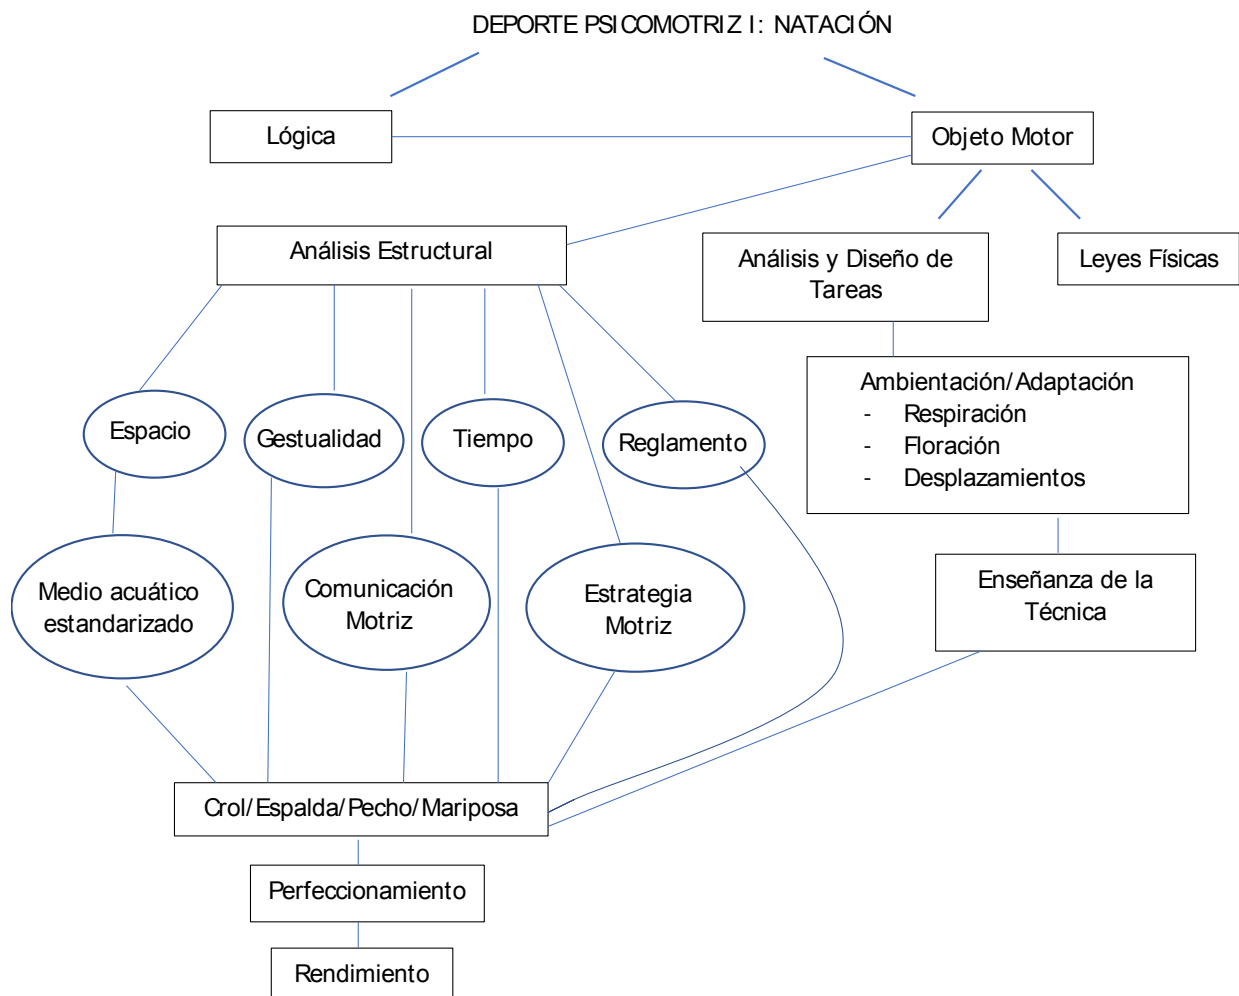 DEPORTE PSICOMOTRIZ I: NATACIÓN
Lógica
Objeto Motor
Análisis Estructural
Análisis y Diseño de
Tareas
Leyes Físicas
Ambientación/Adaptación
- Respiración
- Floración
- Desplazamientos
Espacio
Gestualidad
Tiempo
Reglamento
Medio acuático
estandarizado
Comunicación
Motriz
Estrategia
Motriz
Enseñanza de la
Técnica
Crol/Espalda/Pecho/Mariposa
Perfeccionamiento
Rendimiento